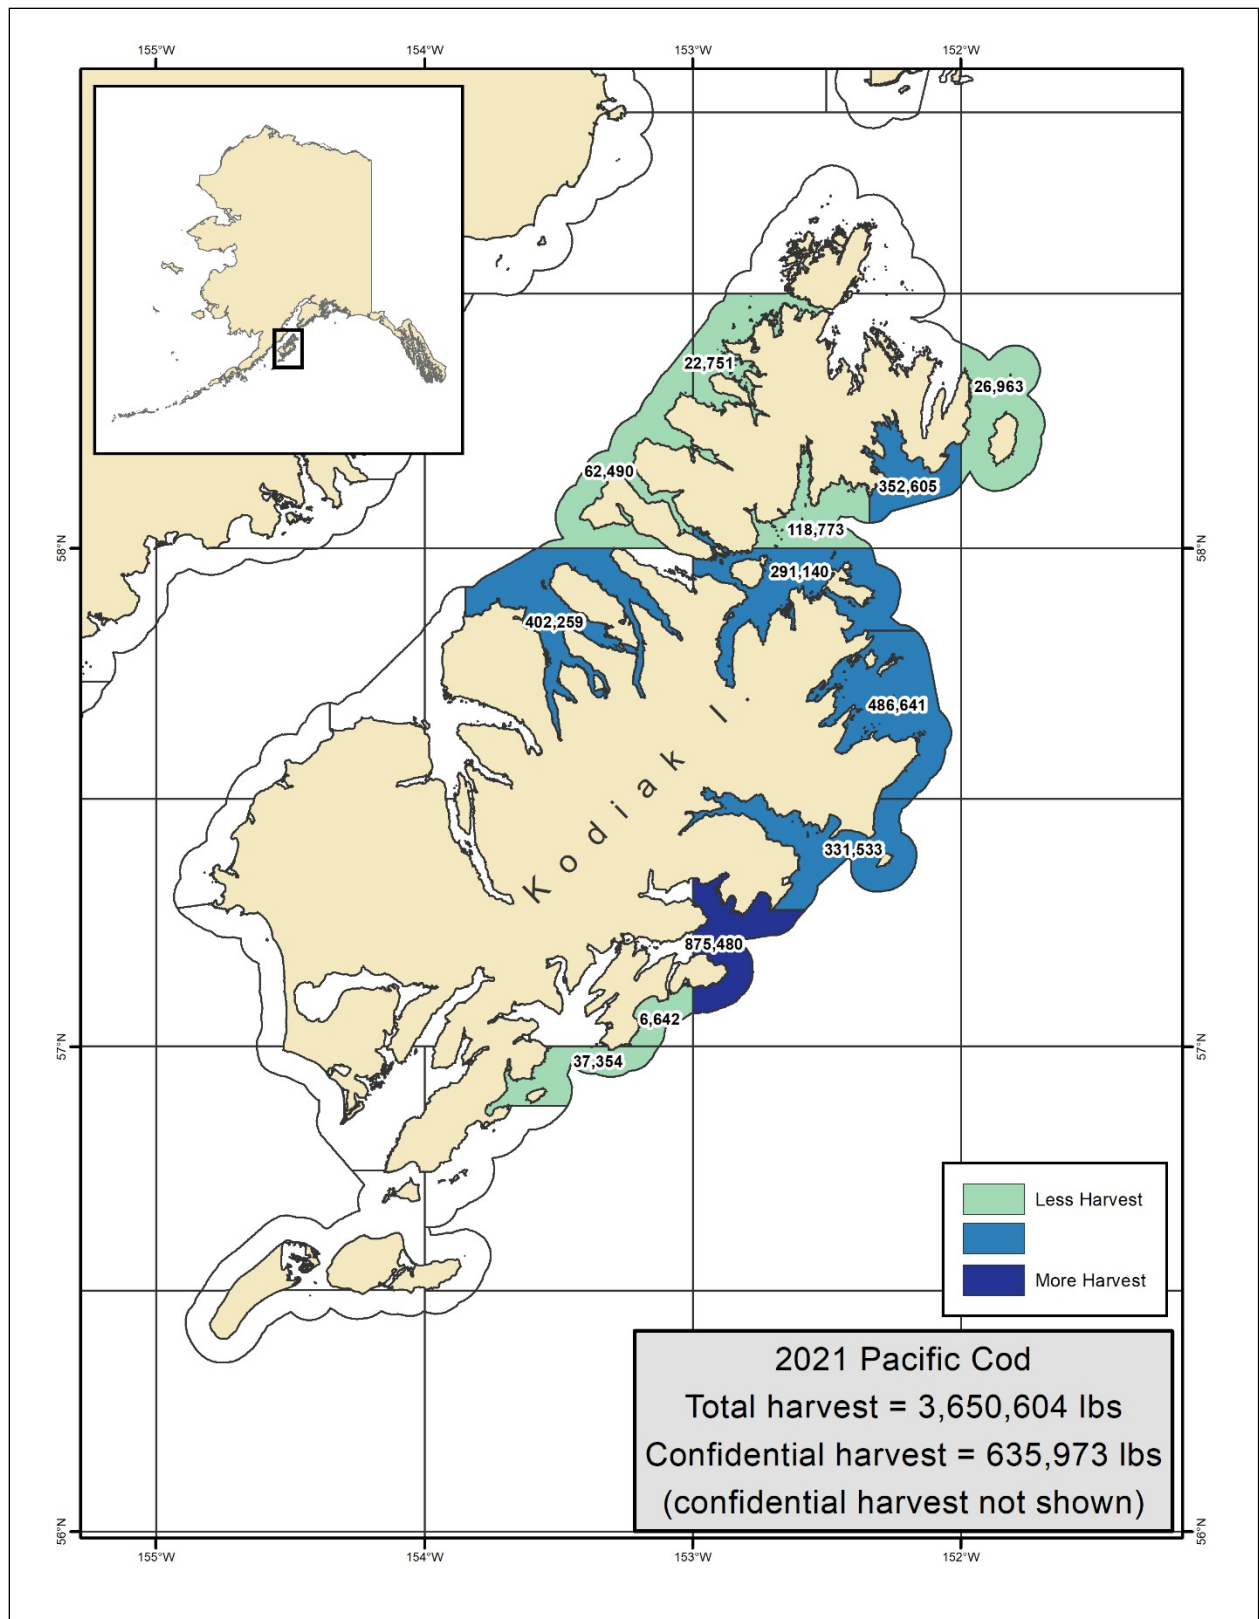 155°W 154°W 153°W 152°W
22,751
26,963
62,490
352,605
118,773
58°N 58°N
291,140
402,259
486,641
Kodiak I.
331,533
875,480
6,642
57°N 57°N
37,354
Less Harvest
More Harvest
2021 Pacific Cod
Total harvest = 3,650,604 lbs
Confidential harvest = 635,973 lbs
(confidential harvest not shown)
56°N 56°N
155°W 154°W 153°W 152°W